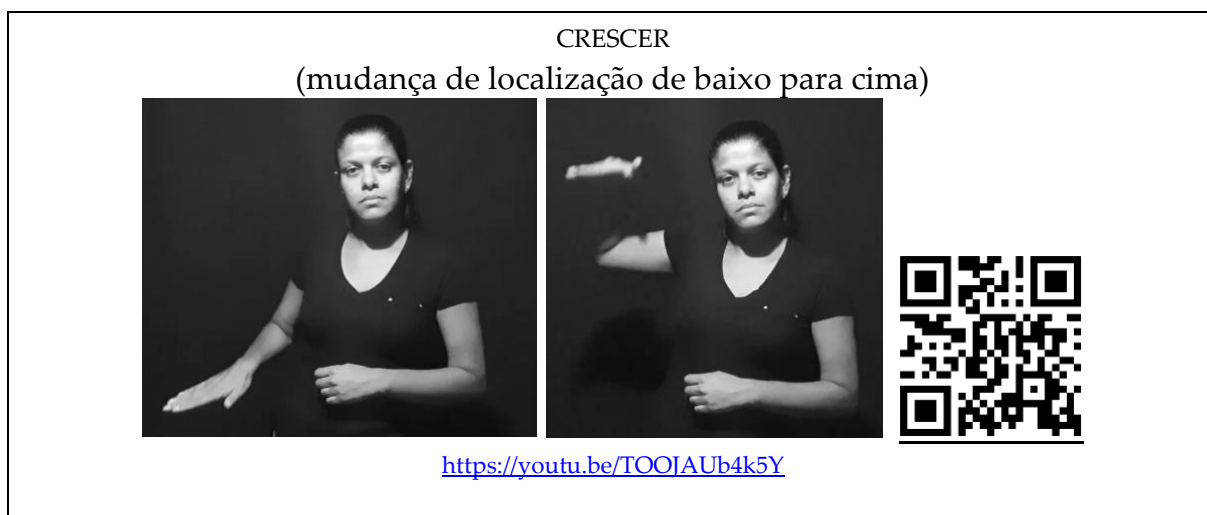 CRESCER
(mudança de localização de baixo para cima)
https://youtu.be/TOOJAUb4k5Y